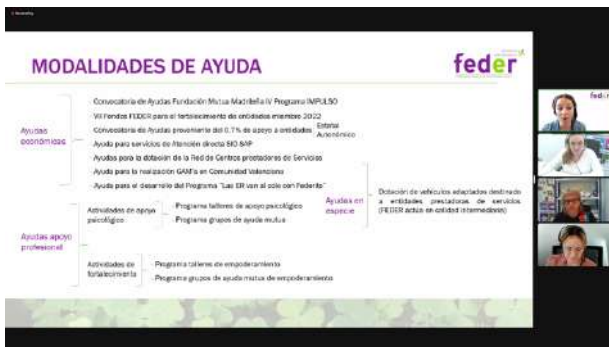 MODALIDADES DE AYUDA
feder
Ayudas económicas
Convocatoria de Ayudas Fundación Mutua Madrileña IV Programa IMPULSO
VII Fondos FEDER para el fortalecimiento de entidades miembro 2022
Convocatoria de Ayudas proveniente del 0.7% de apoyo a entidades
Estatal
Autonómico
Ayuda para servicios de Atención directa SIO SAP
Ayudas para la dotación de la Red de Centros prestadores de Servicios
Ayuda para la realización GAM's en Comunidad Valenciana
Ayuda para el desarrollo del Programa "Las ER van al cole con Federito"
Ayudas en especie
Dotación de vehículos adaptados destinado
a entidades prestadoras de servicios
(FEDER actúa en calidad intermediaria)
Ayudas apoyo profesional
Actividades de apoyo psicológico
Programa talleres de apoyo psicológico
Programa grupos de ayuda mutua
Actividades de fortalecimiento
Programa talleres de empoderamiento
Programa grupos de ayuda mutua de empoderamiento
feder